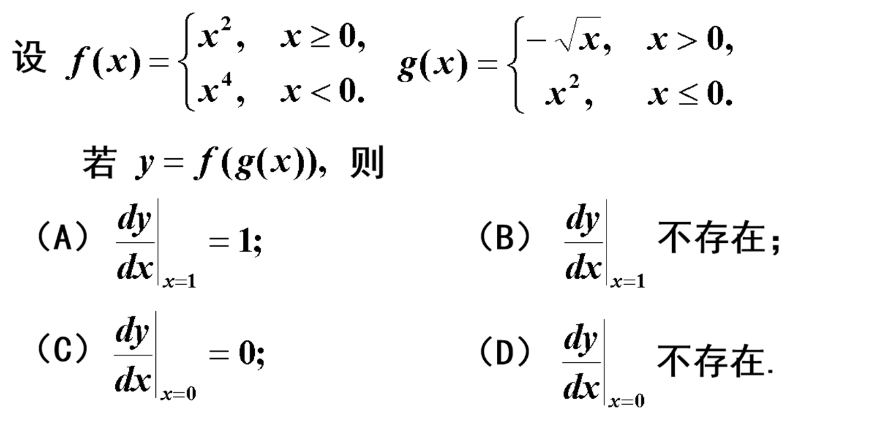 设 f(x) = { x², x ≥ 0, x⁴, x < 0. g(x) = { −√x, x > 0, x², x ≤ 0.
若 y = f(g(x)), 则
(A) dy/dx|x=1 = 1; (B) dy/dx|x=1 不存在;
(C) dy/dx|x=0 = 0; (D) dy/dx|x=0 不存在.